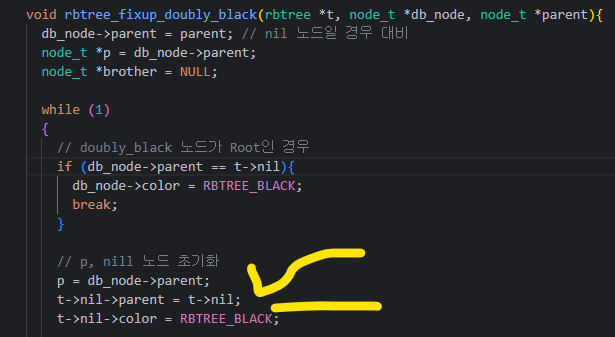 void rbtree_fixup_doubly_black(rbtree *t, node_t *db_node, node_t *parent){
db_node->parent = parent; // nil 노드일 경우 대비
node_t *p = db_node->parent;
node_t *brother = NULL;
while (1)
{
// doubly_black 노드가 Root인 경우
if (db_node->parent == t->nil){
db_node->color = RBTREE_BLACK;
break;
}
// p, nill 노드 초기화
p = db_node->parent;
t->nil->parent = t->nil;
t->nil->color = RBTREE_BLACK;